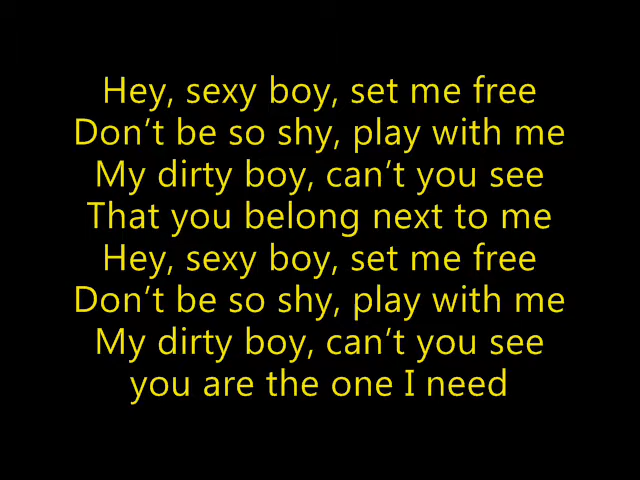 Hey, sexy boy, set me free
Don’t be so shy, play with me
My dirty boy, can’t you see
That you belong next to me
Hey, sexy boy, set me free
Don’t be so shy, play with me
My dirty boy, can’t you see
you are the one I need